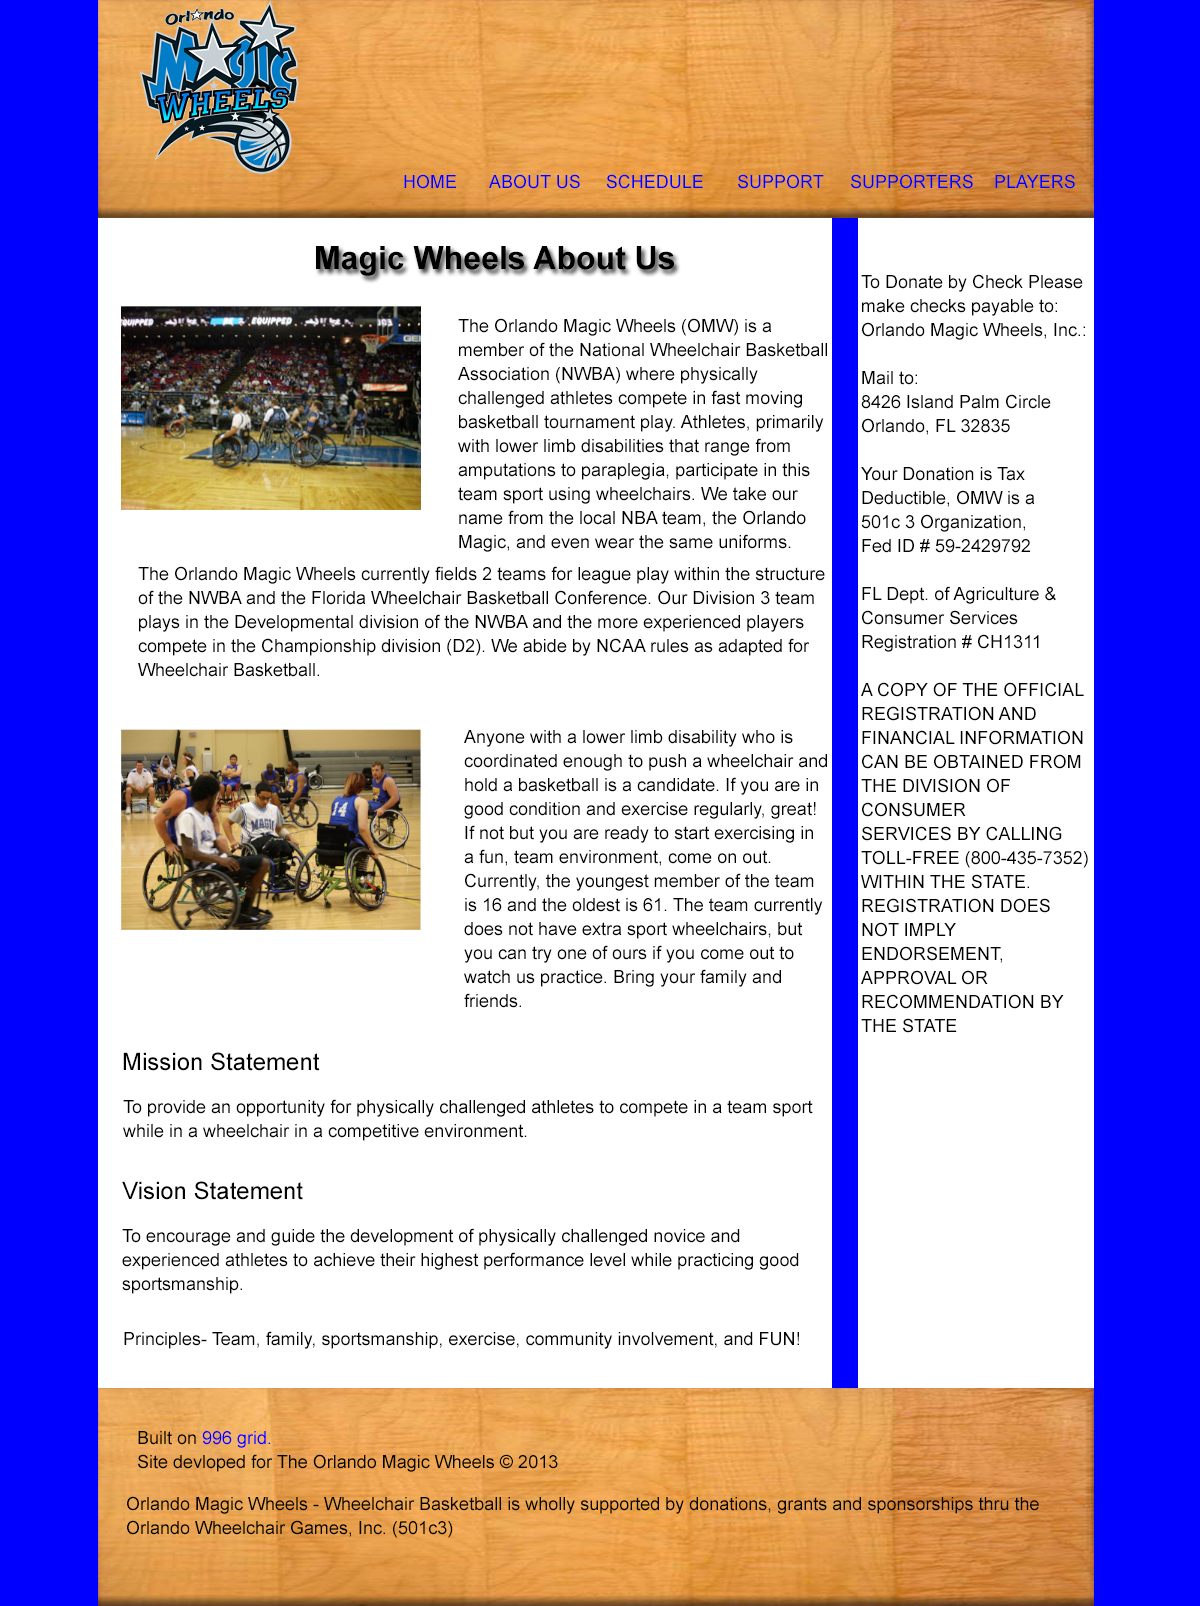 Orlando
Magic
Wheels
HOME ABOUT US SCHEDULE SUPPORT SUPPORTERS PLAYERS
Magic Wheels About Us
EQUIPPED
The Orlando Magic Wheels (OMW) is a
member of the National Wheelchair Basketball
Association (NWBA) where physically
challenged athletes compete in fast moving
basketball tournament play. Athletes, primarily
with lower limb disabilities that range from
amputations to paraplegia, participate in this
team sport using wheelchairs. We take our
name from the local NBA team, the Orlando
Magic, and even wear the same uniforms.
The Orlando Magic Wheels currently fields 2 teams for league play within the structure
of the NWBA and the Florida Wheelchair Basketball Conference. Our Division 3 team
plays in the Developmental division of the NWBA and the more experienced players
compete in the Championship division (D2). We abide by NCAA rules as adapted for
Wheelchair Basketball.
14
MAGIC
Anyone with a lower limb disability who is
coordinated enough to push a wheelchair and
hold a basketball is a candidate. If you are in
good condition and exercise regularly, great!
If not but you are ready to start exercising in
a fun, team environment, come on out.
Currently, the youngest member of the team
is 16 and the oldest is 61. The team currently
does not have extra sport wheelchairs, but
you can try one of ours if you come out to
watch us practice. Bring your family and
friends.
Mission Statement
To provide an opportunity for physically challenged athletes to compete in a team sport
while in a wheelchair in a competitive environment.
Vision Statement
To encourage and guide the development of physically challenged novice and
experienced athletes to achieve their highest performance level while practicing good
sportsmanship.
Principles- Team, family, sportsmanship, exercise, community involvement, and FUN!
To Donate by Check Please
make checks payable to:
Orlando Magic Wheels, Inc.:
Mail to:
8426 Island Palm Circle
Orlando, FL 32835
Your Donation is Tax
Deductible, OMW is a
501c 3 Organization,
Fed ID # 59-2429792
FL Dept. of Agriculture &
Consumer Services
Registration # CH1311
A COPY OF THE OFFICIAL
REGISTRATION AND
FINANCIAL INFORMATION
CAN BE OBTAINED FROM
THE DIVISION OF
CONSUMER
SERVICES BY CALLING
TOLL-FREE (800-435-7352)
WITHIN THE STATE.
REGISTRATION DOES
NOT IMPLY
ENDORSEMENT,
APPROVAL OR
RECOMMENDATION BY
THE STATE
Built on 996 grid.
Site devloped for The Orlando Magic Wheels © 2013
Orlando Magic Wheels - Wheelchair Basketball is wholly supported by donations, grants and sponsorships thru the
Orlando Wheelchair Games, Inc. (501c3)